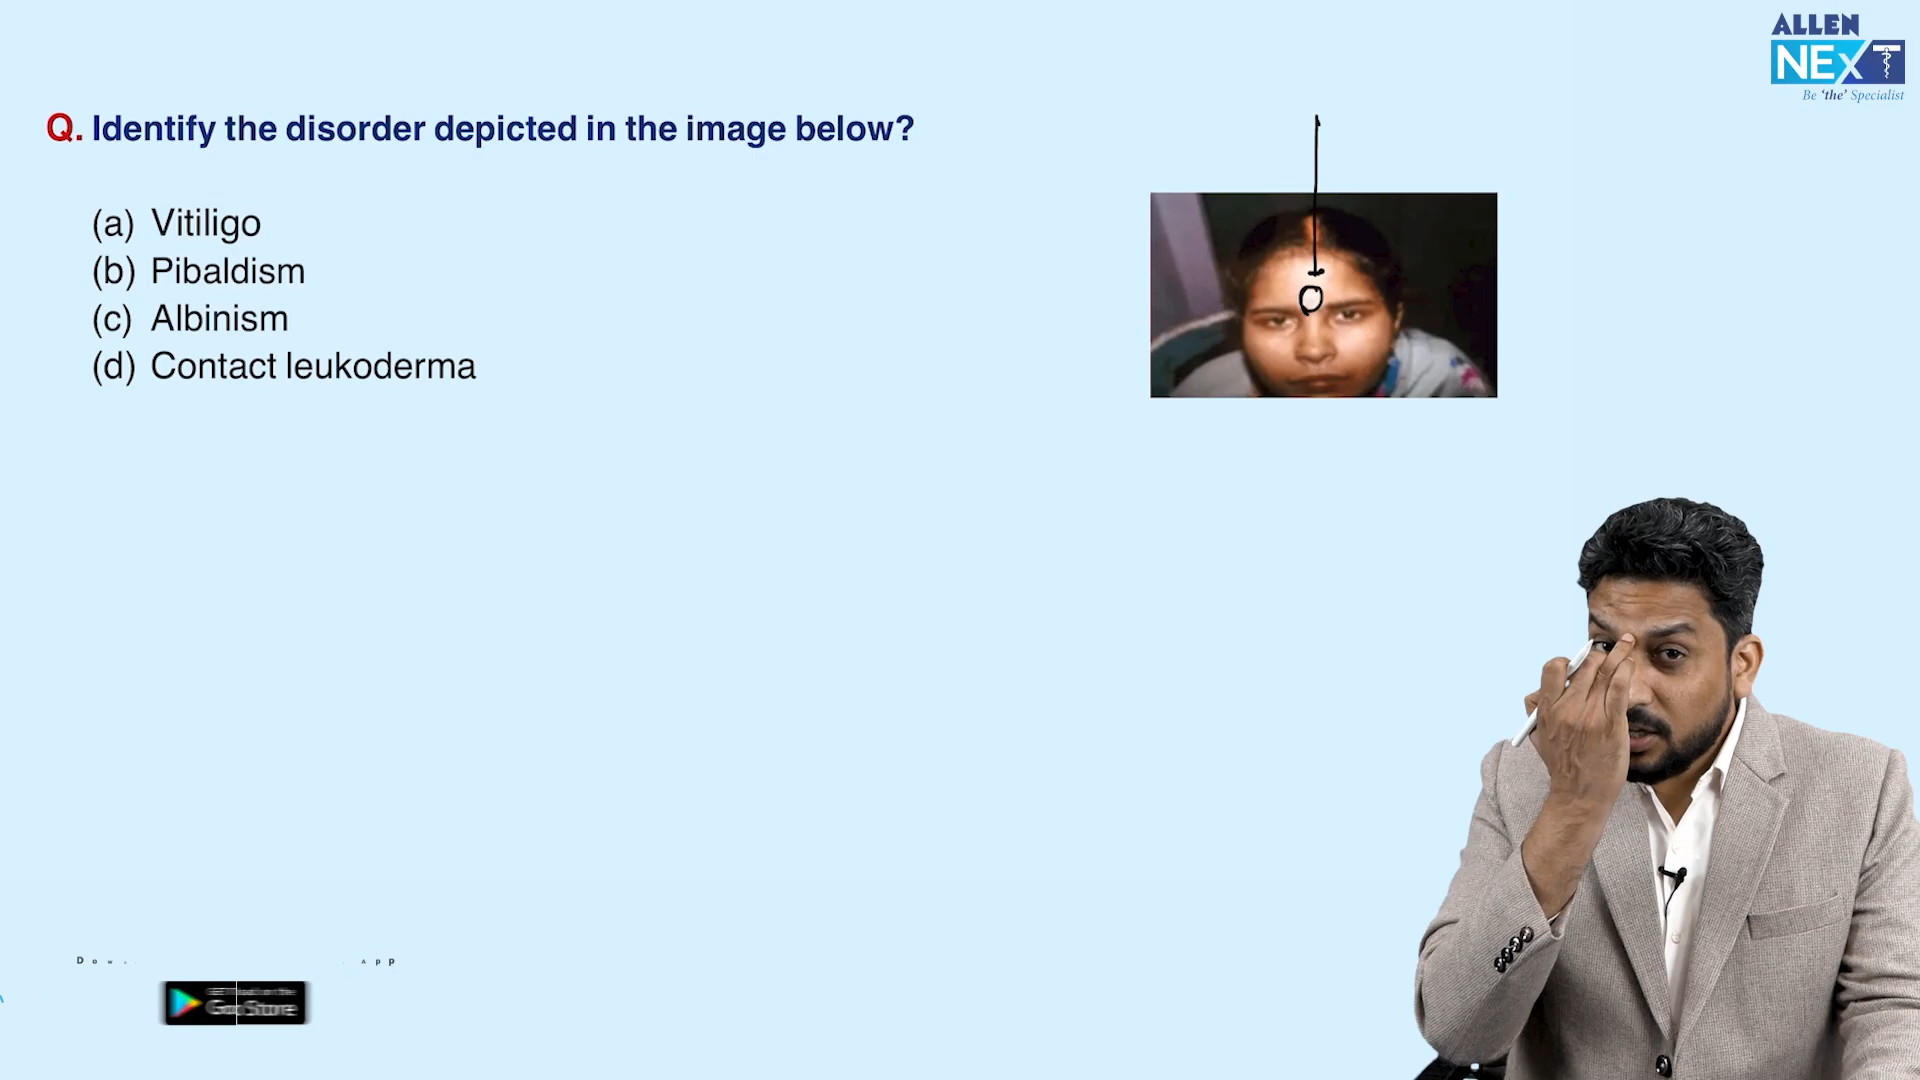 ALLEN
NEXT
Be 'the' Specialist
Q. Identify the disorder depicted in the image below?
(a) Vitiligo
(b) Pibaldism
(c) Albinism
(d) Contact leukoderma